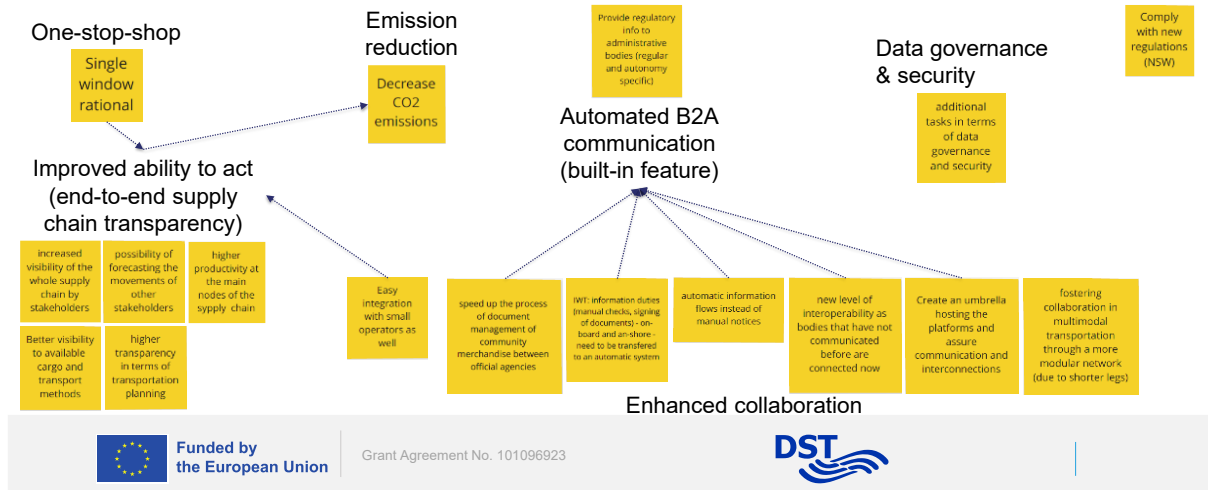 One-stop-shop
Single
window
rational
Emission
reduction
Decrease
CO2
emissions
Provide regulatory
info to
administrative
bodies (regular
and autonomy
specific)
Automated B2A
communication
(built-in feature)
Data governance
& security
additional
tasks in terms
of data
governance
and security
Comply
with new
regulations
(NSW)
Improved ability to act
(end-to-end supply
chain transparency)
increased
visibility of the
whole supply
chain by
stakeholders
possibility of
forecasting the
movements of
other
stakeholders
higher
productivity at
the main
nodes of the
supply chain
Better visibility
to available
cargo and
transport
methods
higher
transparency
in terms of
transportation
planning
Easy
integration
with small
operators as
well
speed up the process
of document
management of
community
merchandise between
official agencies
IWT: information duties
(manual checks, signing
of documents) - on-
board and an-shore -
need to be transfered
to an automatic system
automatic information
flows instead of
manual notices
new level of
interoperability as
bodies that have not
communicated
before are
connected now
Create an umbrella
hosting the
platforms and
assure
communication and
interconnections
fostering
collaboration in
multimodal
transportation
through a more
modular network
(due to shorter legs)
Enhanced collaboration
Funded by
the European Union
Grant Agreement No. 101096923
DST